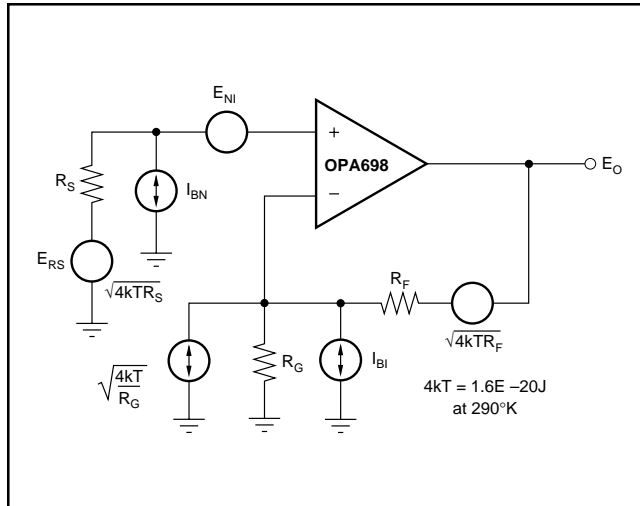 E_NI
+
OPA698
−
E_O
R_S
I_BN
E_RS
√4kTR_S
R_F
√4kTR_F
√4kT/R_G
R_G
I_BI
4kT = 1.6E –20J
at 290°K